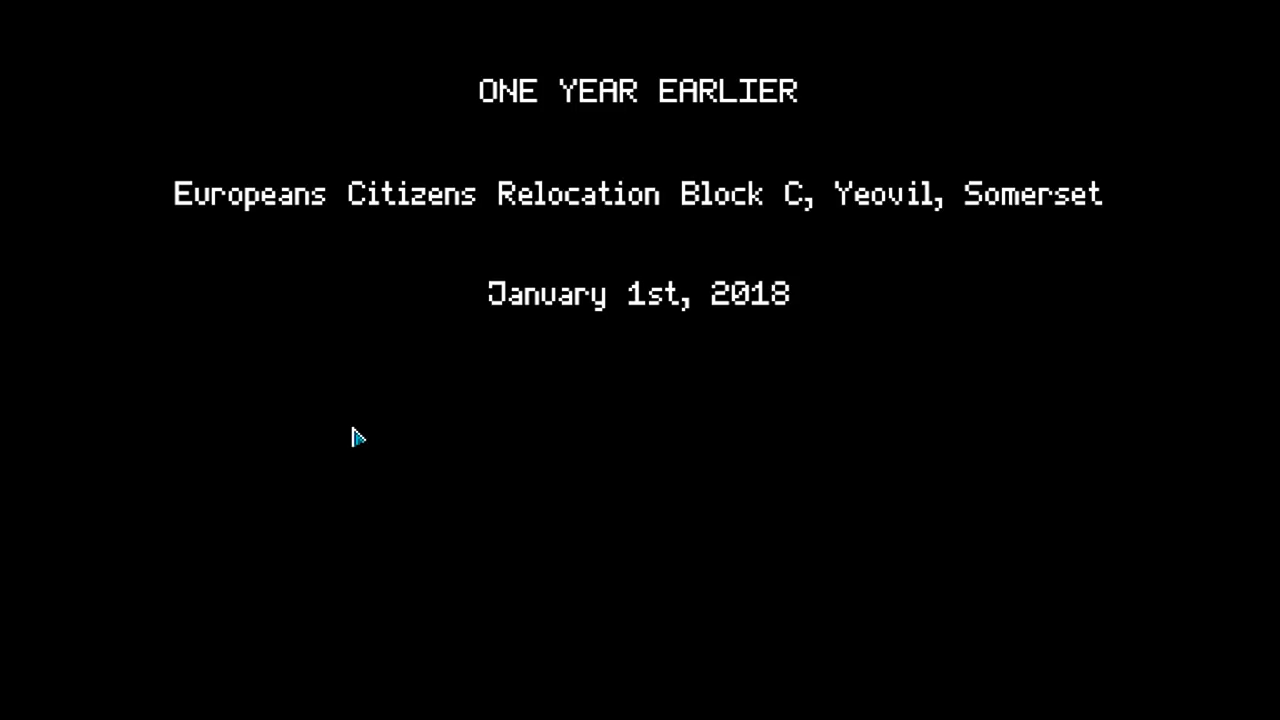 ONE YEAR EARLIER
Europeans Citizens Relocation Block C, Yeovil, Somerset
January 1st, 2018